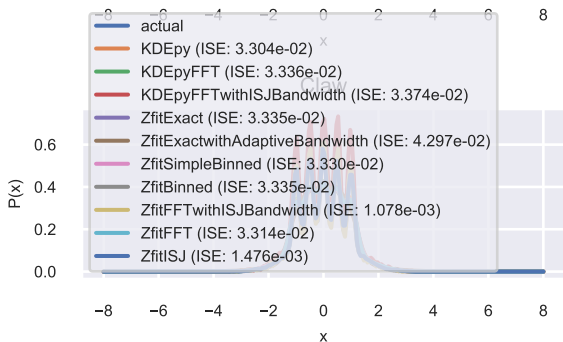 −8 −6 −4 −2 0 2 4 6 8
x
actual
KDEpy (ISE: 3.304e-02)
KDEpyFFT (ISE: 3.336e-02)
KDEpyFFTwithISJBandwidth (ISE: 3.374e-02)
ZfitExact (ISE: 3.335e-02)
ZfitExactwithAdaptiveBandwidth (ISE: 4.297e-02)
ZfitSimpleBinned (ISE: 3.330e-02)
ZfitBinned (ISE: 3.335e-02)
ZfitFFTwithISJBandwidth (ISE: 1.078e-03)
ZfitFFT (ISE: 3.314e-02)
ZfitISJ (ISE: 1.476e-03)
Claw
P(x)
0.6
0.4
0.2
0.0
−8 −6 −4 −2 0 2 4 6 8
x